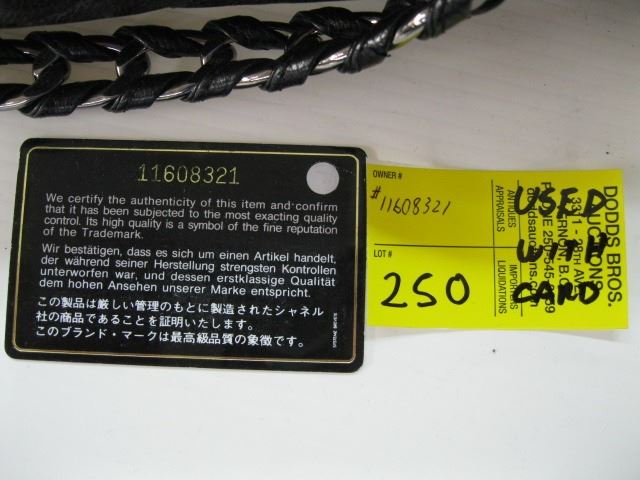 11608321
We certify the authenticity of this item and confirm
that it has been subjected to the most exacting quality
control. Its high quality is a symbol of the fine reputation
of the Trademark.
Wir bestätigen, dass es sich um einen Artikel handelt,
der während seiner Herstellung strengsten Kontrollen
unterworfen war, und dessen erstklassige Qualität
dem hohen Ansehen unserer Marke entspricht.
この製品は厳しい管理のもとに製造されたシャネル
社の商品であることを証明いたします。
このブランド・マークは最高級品質の象徴です。
OWNER #
#11608321
LOT #
250
DODDS BROS.
AUCTIONS
3311 - 28TH AVE
ANTIQUES
APPRAISALS
IMPORTERS
LIQUIDATIONS
USED
WITH
CARD